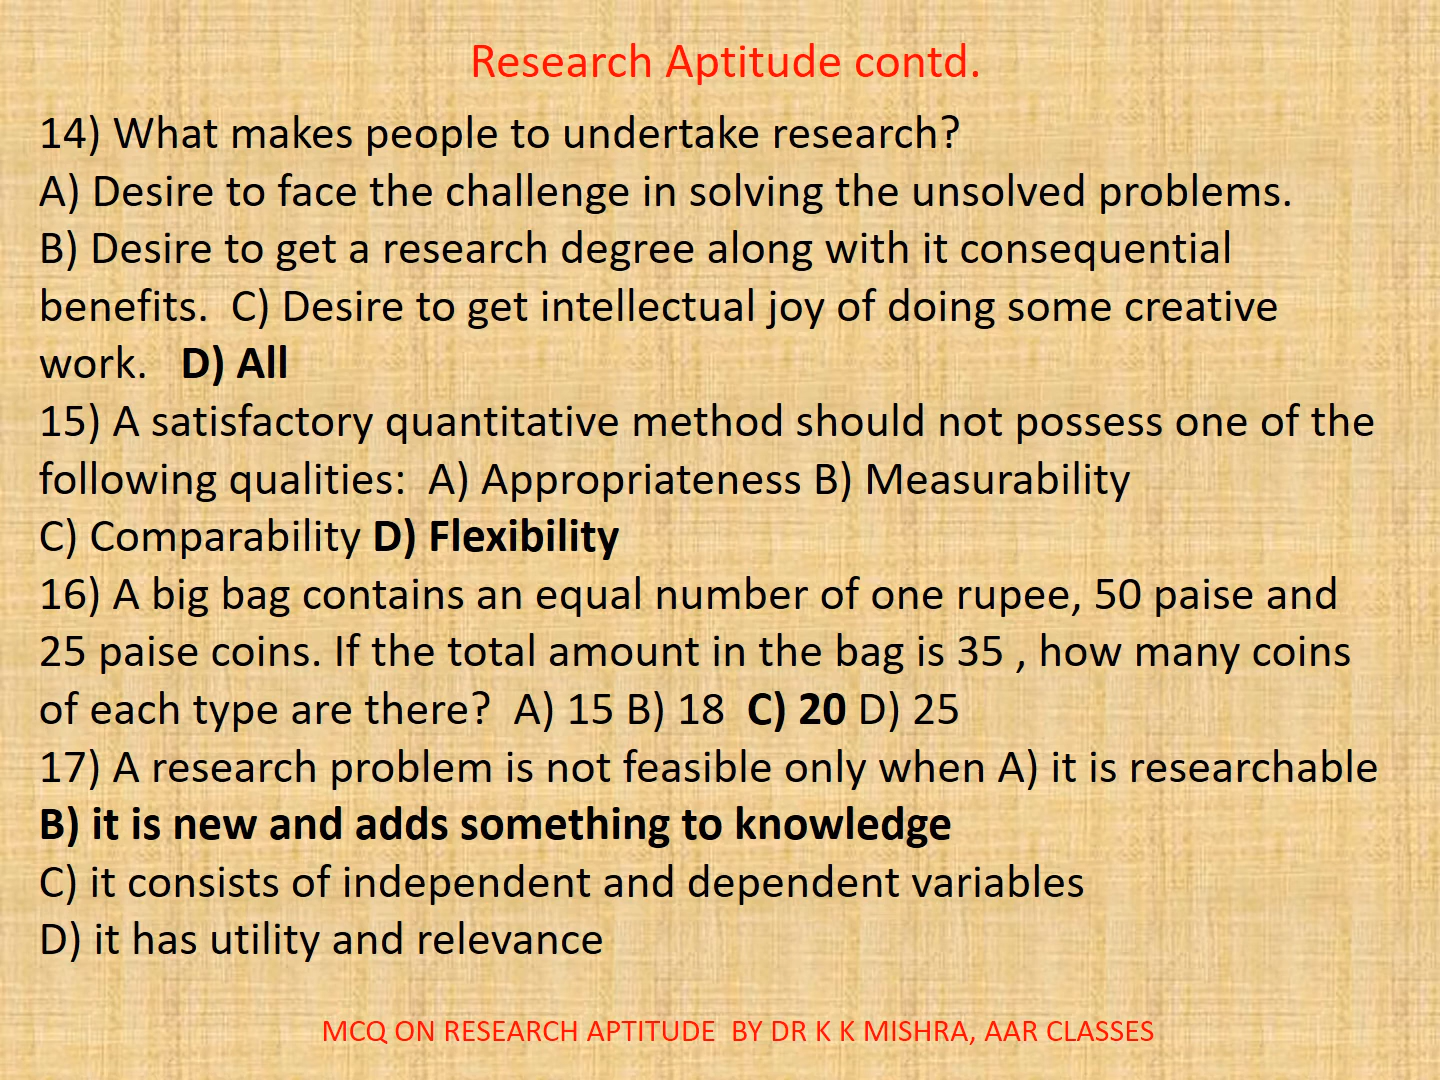 Research Aptitude contd.
14) What makes people to undertake research?
A) Desire to face the challenge in solving the unsolved problems.
B) Desire to get a research degree along with it consequential
benefits.  C) Desire to get intellectual joy of doing some creative
work.   D) All
15) A satisfactory quantitative method should not possess one of the
following qualities:  A) Appropriateness B) Measurability
C) Comparability D) Flexibility
16) A big bag contains an equal number of one rupee, 50 paise and
25 paise coins. If the total amount in the bag is 35 , how many coins
of each type are there?  A) 15 B) 18  C) 20 D) 25
17) A research problem is not feasible only when A) it is researchable
B) it is new and adds something to knowledge
C) it consists of independent and dependent variables
D) it has utility and relevance
MCQ ON RESEARCH APTITUDE  BY DR K K MISHRA, AAR CLASSES